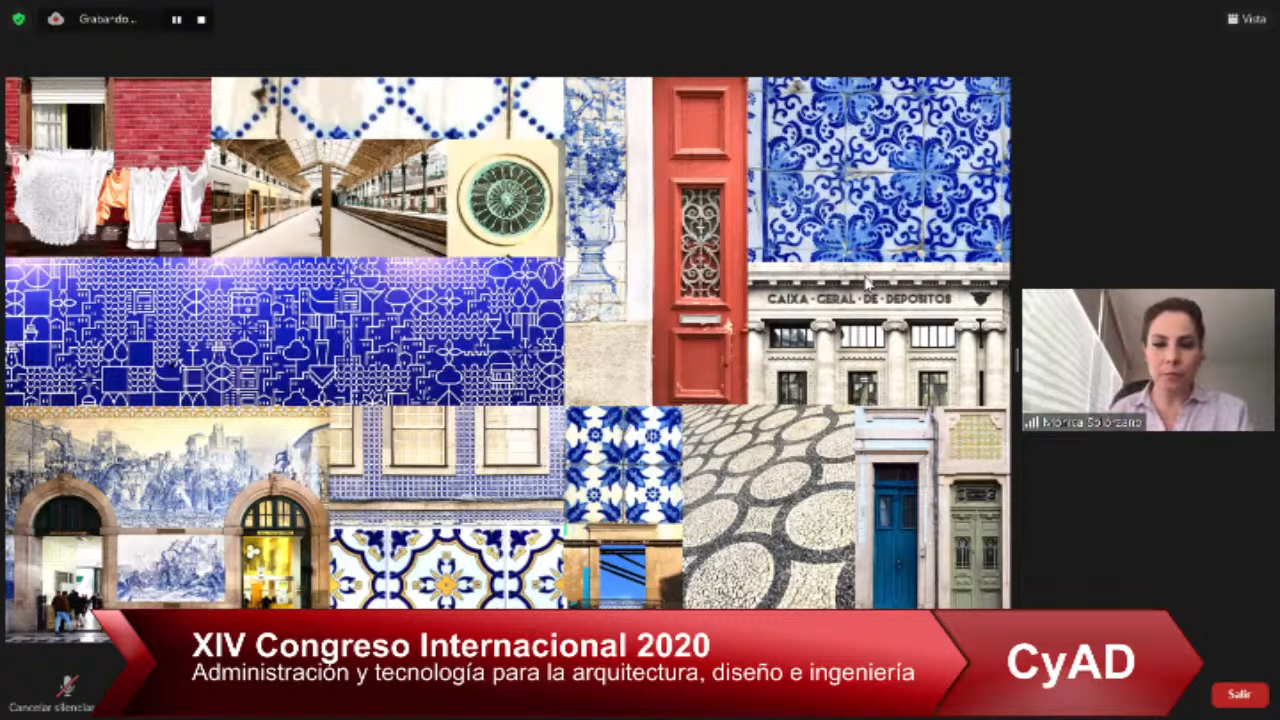 Grabando...
Vista
CAIXA·GERAL·DE·DEPOSITOS
Mónica Solórzano
XIV Congreso Internacional 2020
Administración y tecnología para la arquitectura, diseño e ingeniería
CyAD
Cancelar silenciar
Salir